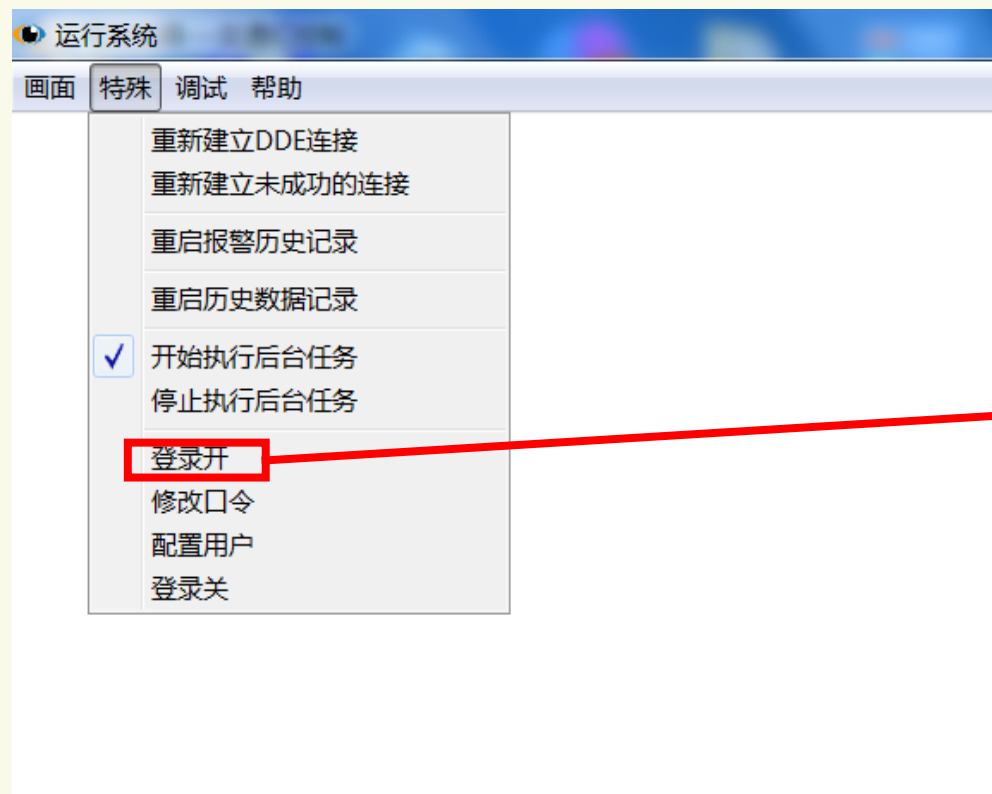 运行系统
画面 特殊 调试 帮助
重新建立DDE连接
重新建立未成功的连接
重启报警历史记录
重启历史数据记录
开始执行后台任务
停止执行后台任务
登录开
修改口令
配置用户
登录关